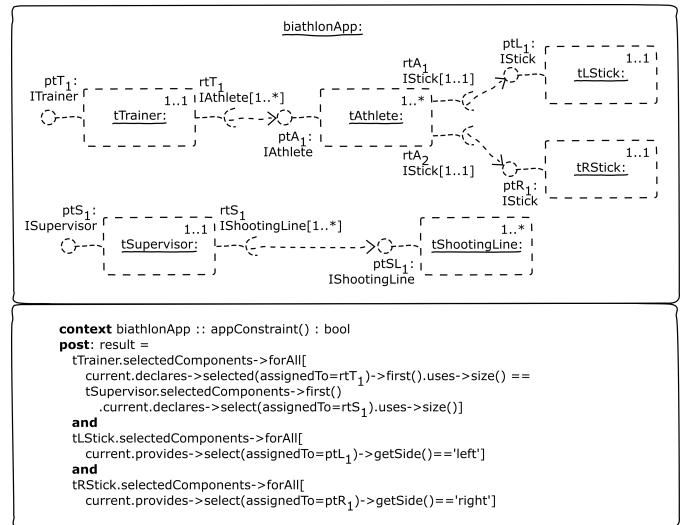 biathlonApp:
ptT1:
ITrainer
1..1
tTrainer:
rtT1
IAthlete[1..*]
ptA1:
IAthlete
1..*
tAthlete:
rtA1
IStick[1..1]
ptL1:
IStick
1..1
tLStick:
rtA2
IStick[1..1]
ptR1:
IStick
1..1
tRStick:
ptS1:
ISupervisor
1..1
tSupervisor:
rtS1
IShootingLine[1..*]
ptSL1:
IShootingLine
1..*
tShootingLine:
context biathlonApp :: appConstraint() : bool
post: result =
tTrainer.selectedComponents->forAll[
current.declares->selected(assignedTo=rtT1)->first().uses->size() ==
tSupervisor.selectedComponents->first()
.current.declares->select(assignedTo=rtS1).uses->size()]
and
tLStick.selectedComponents->forAll[
current.provides->select(assignedTo=ptL1)->getSide()=='left']
and
tRStick.selectedComponents->forAll[
current.provides->select(assignedTo=ptR1)->getSide()=='right']